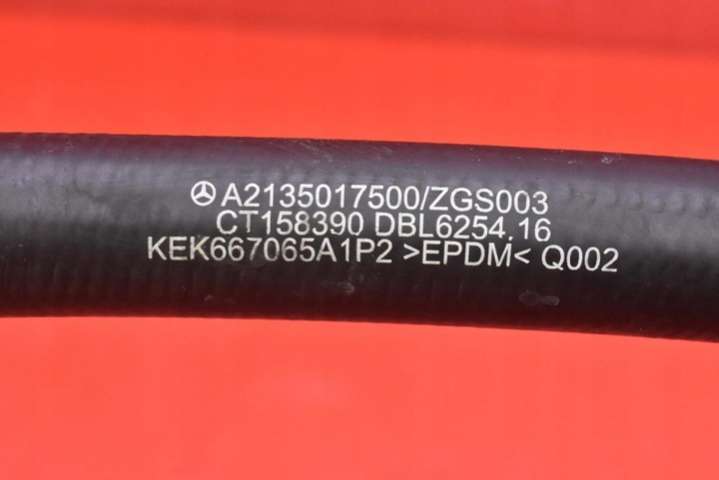 A2135017500/ZGS003
CT158390 DBL6254.16
KEK667065A1P2 >EPDM< Q002